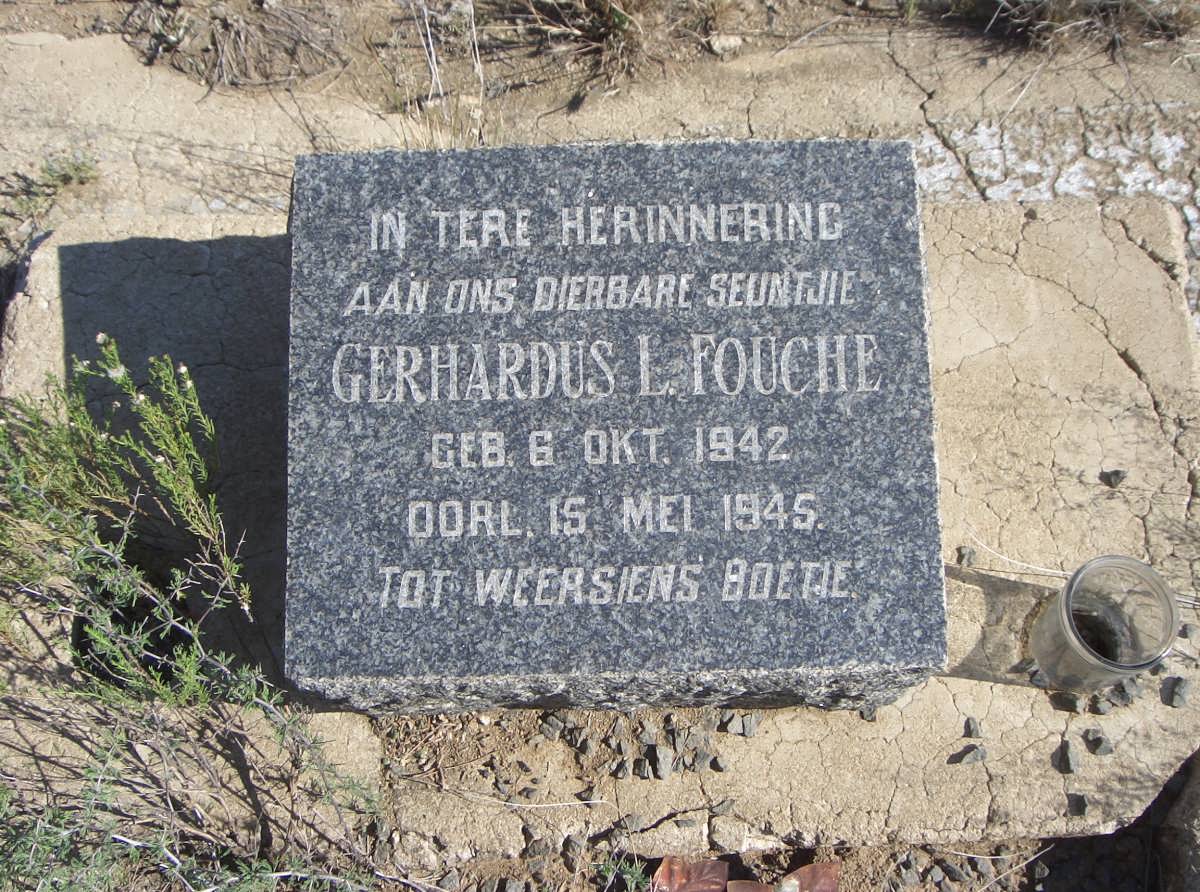 IN TERE HERINNERING
AAN ONS DIERBARE SEUNTJIE
GERHARDUS L. FOUCHE
GEB. 6 OKT. 1942.
OORL. 15 MEI 1945.
TOT WEERSIENS BOETIE.